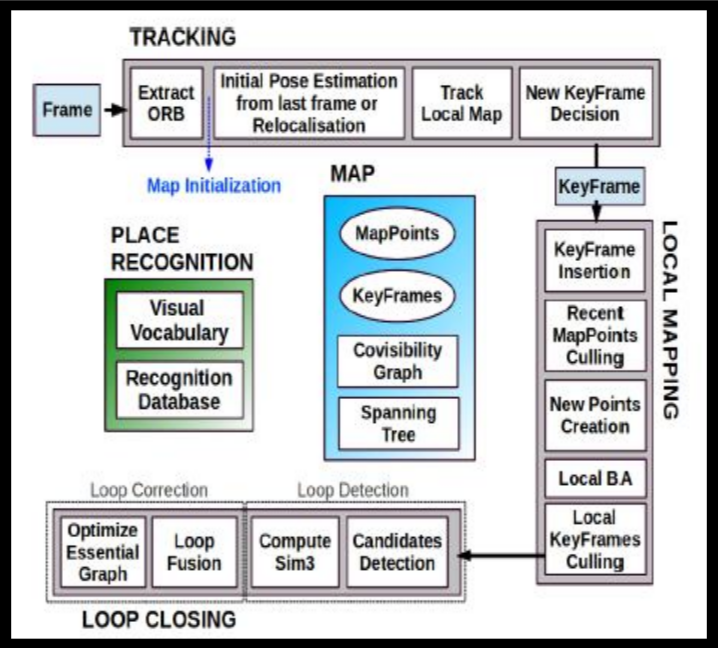 TRACKING
Frame
Extract
ORB
Initial Pose Estimation
from last frame or
Relocalisation
Track
Local Map
New KeyFrame
Decision
Map Initialization
MAP
KeyFrame
PLACE
RECOGNITION
Visual
Vocabulary
Recognition
Database
MapPoints
KeyFrames
Covisibility
Graph
Spanning
Tree
LOCAL MAPPING
KeyFrame
Insertion
Recent
MapPoints
Culling
New Points
Creation
Local BA
Local
KeyFrames
Culling
Loop Correction
Loop Detection
Optimize
Essential
Graph
Loop
Fusion
Compute
Sim3
Candidates
Detection
LOOP CLOSING